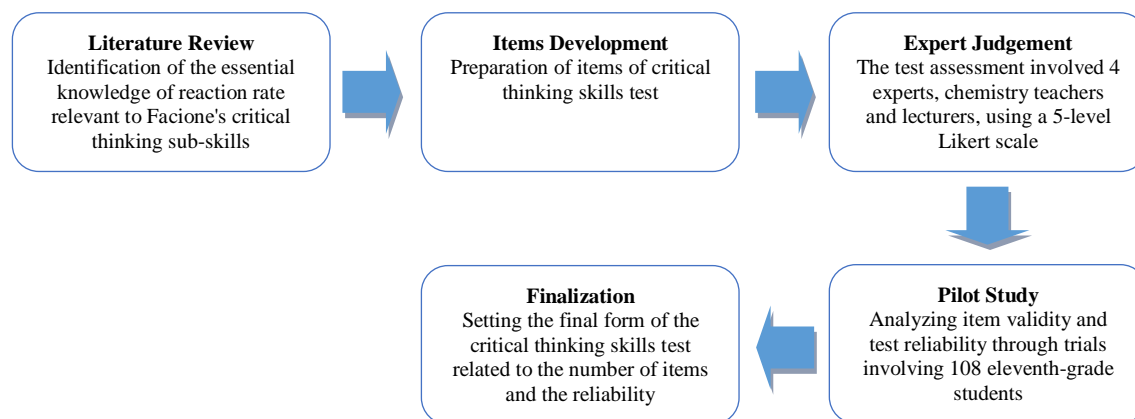 Literature Review
Identification of the essential
knowledge of reaction rate
relevant to Facione's critical
thinking sub-skills
Items Development
Preparation of items of critical
thinking skills test
Expert Judgement
The test assessment involved 4
experts, chemistry teachers
and lecturers, using a 5-level
Likert scale
Pilot Study
Analyzing item validity and
test reliability through trials
involving 108 eleventh-grade
students
Finalization
Setting the final form of the
critical thinking skills test
related to the number of items
and the reliability